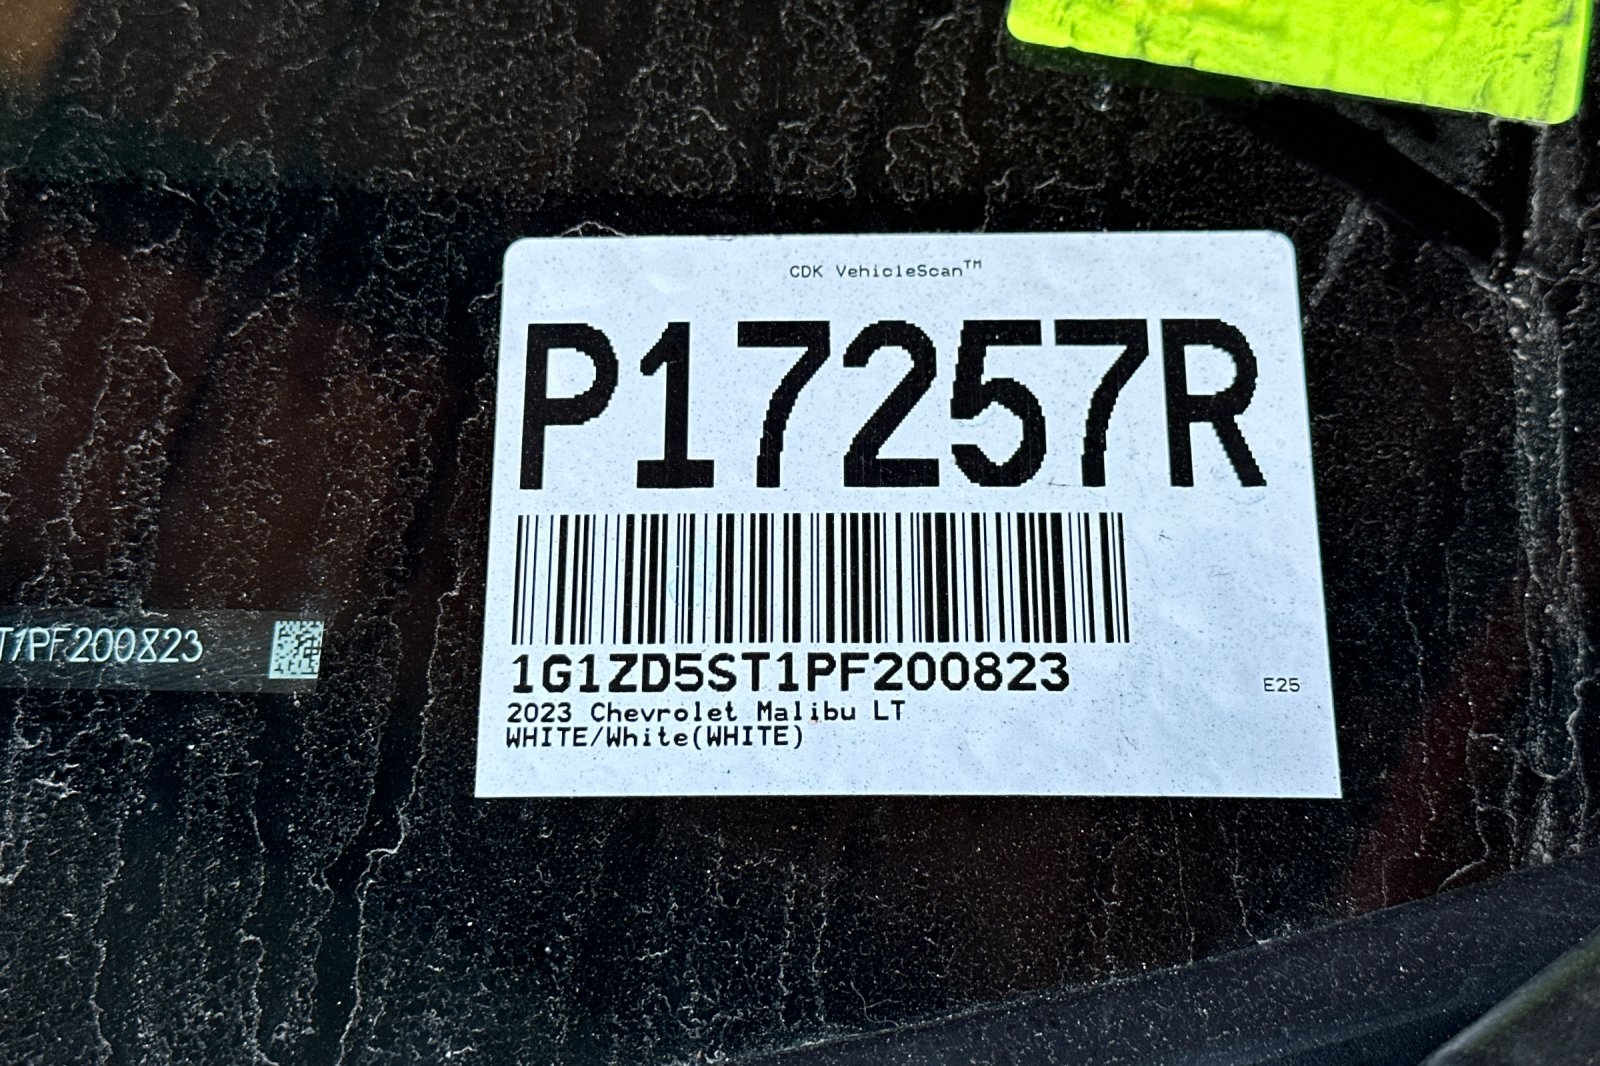 CDK VehicleScan™
P17257R
1G1ZD5ST1PF200823
E25
2023 Chevrolet Malibu LT
WHITE/White(WHITE)
T1PF200823